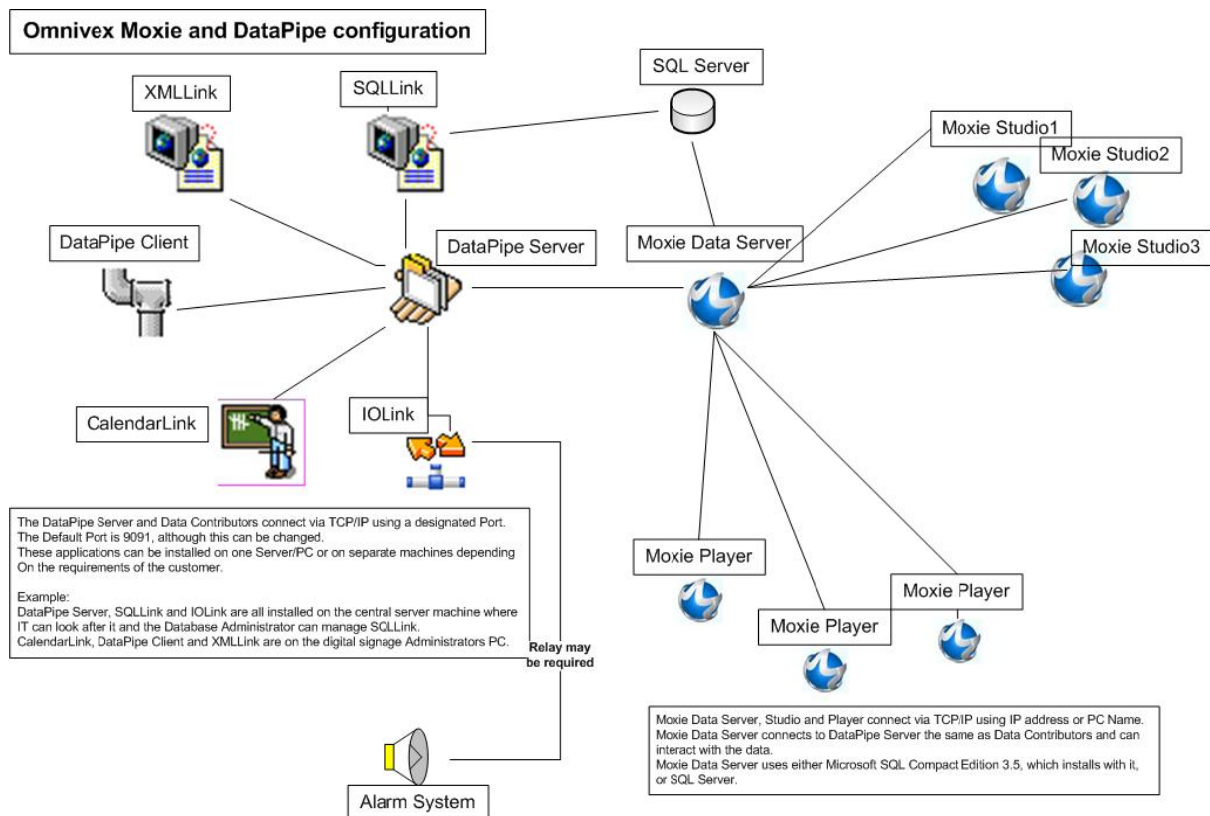 Omnivex Moxie and DataPipe configuration
XMLLink
SQLLink
SQL Server
Moxie Studio1
Moxie Studio2
DataPipe Client
DataPipe Server
Moxie Data Server
Moxie Studio3
CalendarLink
IOLink
The DataPipe Server and Data Contributors connect via TCP/IP using a designated Port.
The Default Port is 9091, although this can be changed.
These applications can be installed on one Server/PC or on separate machines depending
On the requirements of the customer.
Example:
DataPipe Server, SQLLink and IOLink are all installed on the central server machine where
IT can look after it and the Database Administrator can manage SQLLink.
CalendarLink, DataPipe Client and XMLLink are on the digital signage Administrators PC.
Relay may
be required
Moxie Player
Moxie Player
Moxie Player
Moxie Data Server, Studio and Player connect via TCP/IP using IP address or PC Name.
Moxie Data Server connects to DataPipe Server the same as Data Contributors and can
interact with the data.
Moxie Data Server uses either Microsoft SQL Compact Edition 3.5, which installs with it,
or SQL Server.
Alarm System